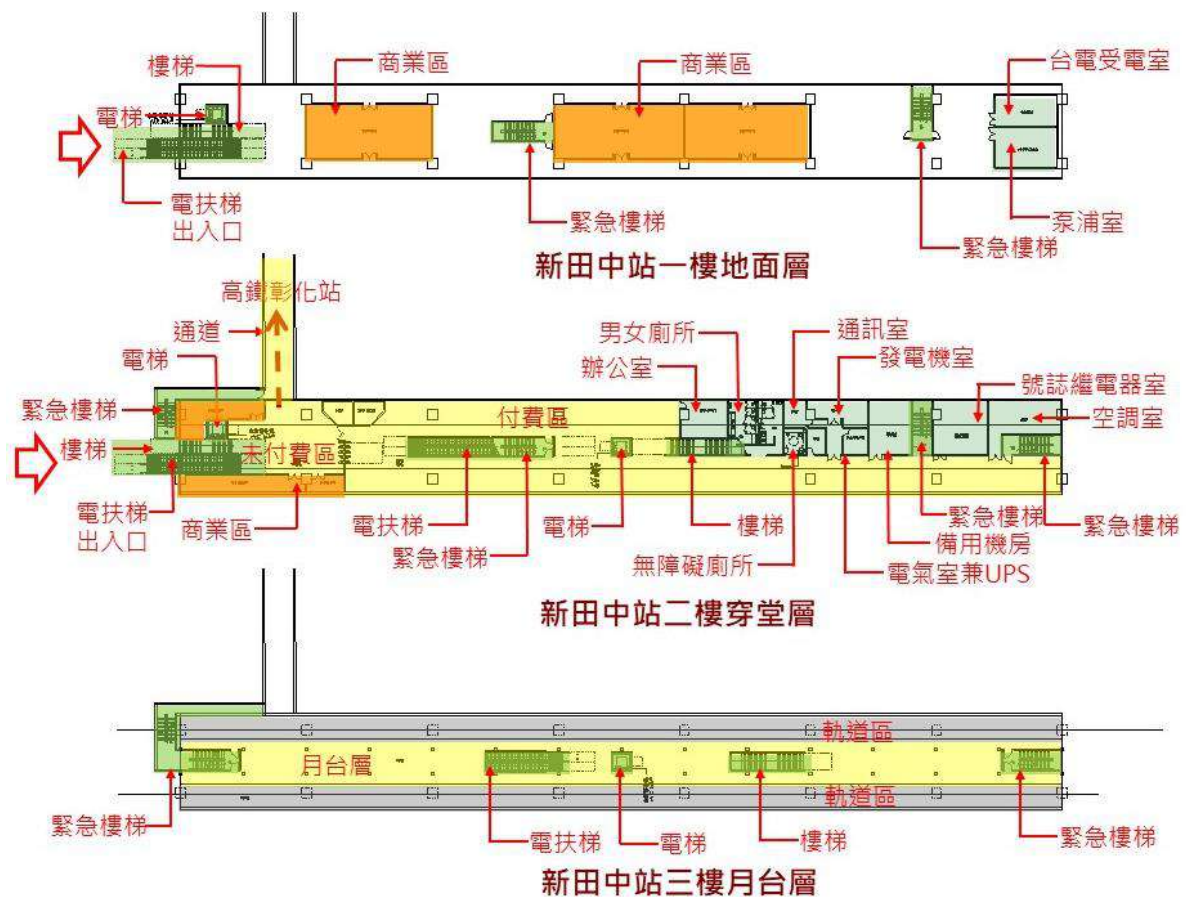 商業區
商業區
台電受電室
樓梯
電梯
電扶梯
出入口
緊急樓梯
泵浦室
緊急樓梯
新田中站一樓地面層
高鐵彰化站
通道
電梯
緊急樓梯
樓梯
電扶梯
出入口
未付費區
商業區
付費區
男女廁所
辦公室
通訊室
發電機室
號誌繼電器室
空調室
電扶梯
緊急樓梯
電梯
樓梯
無障礙廁所
緊急樓梯
緊急樓梯
備用機房
電氣室兼UPS
新田中站二樓穿堂層
軌道區
月台層
軌道區
緊急樓梯
電扶梯
電梯
樓梯
緊急樓梯
新田中站三樓月台層